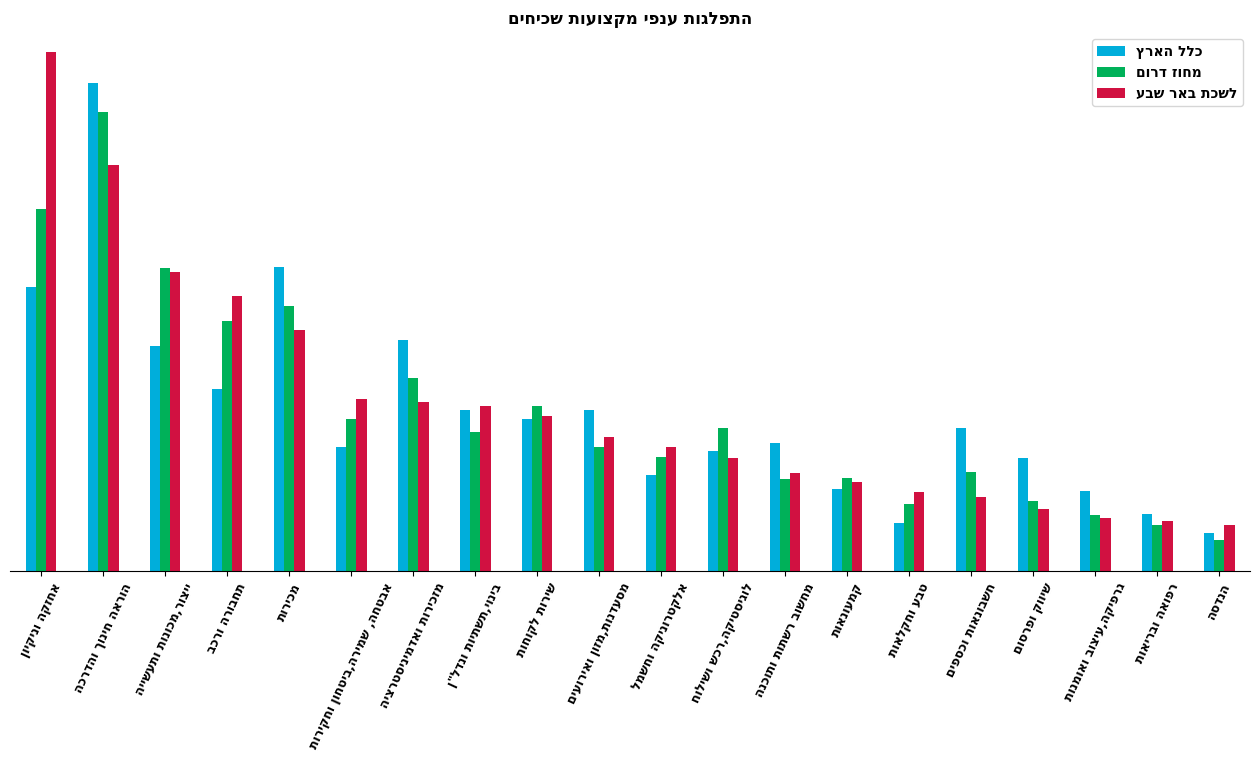 התפלגות ענפי מקצועות שכיחים
כלל הארץ
מחוז דרום
לשכת באר שבע
אחזקה וניקיון
הוראה חינוך והדרכה
ייצור,מכונות ותעשייה
תחבורה ורכב
מכירות
אבטחה, שמירה,ביטחון וחקירות
מזכירות ואדמיניסטרציה
בינוי,תשתיות ונדל"ן
שירות לקוחות
מסעדנות,מזון ואירועים
אלקטרוניקה וחשמל
לוגיסטיקה,רכש ושילוח
מחשוב רשתות ותוכנה
קמעונאות
טבע וחקלאות
חשבונאות וכספים
שיווק ופרסום
גרפיקה,עיצוב ואומנות
רפואה ובריאות
הנדסה